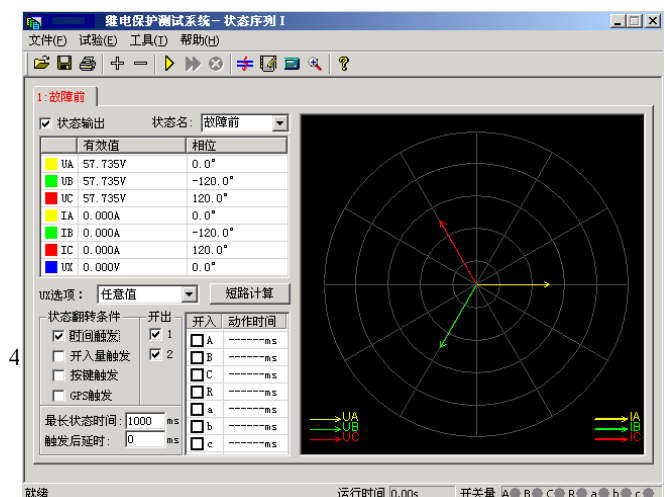 继电保护测试系统－状态序列 I
文件(F) 试验(E) 工具(T) 帮助(H)
1:故障前
状态输出 状态名: 故障前
有效值 相位
UA 57.735V 0.0°
UB 57.735V -120.0°
UC 57.735V 120.0°
IA 0.000A 0.0°
IB 0.000A -120.0°
IC 0.000A 120.0°
UX 0.000V 0.0°
UX选项: 任意值 短路计算
状态翻转条件 开出 开入 动作时间
时间触发 1 A ------ms
4 开入量触发 2 B ------ms
按键触发 C ------ms
GPS触发 R ------ms
最长状态时间: 1000 ms a ------ms
触发后延时: 0 ms b ------ms
c ------ms
UA IA
UB IB
UC IC
就绪 运行时间 0.00s 开关量 A B C R a b c